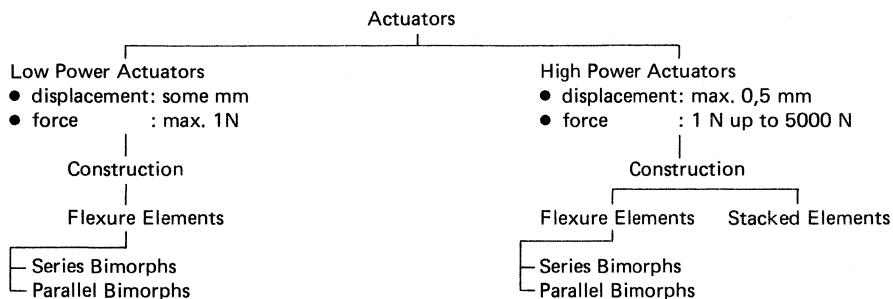 Actuators
Low Power Actuators
● displacement: some mm
● force : max. 1N
Construction
Flexure Elements
Series Bimorphs
Parallel Bimorphs
High Power Actuators
● displacement: max. 0,5 mm
● force : 1 N up to 5000 N
Construction
Flexure Elements
Stacked Elements
Series Bimorphs
Parallel Bimorphs